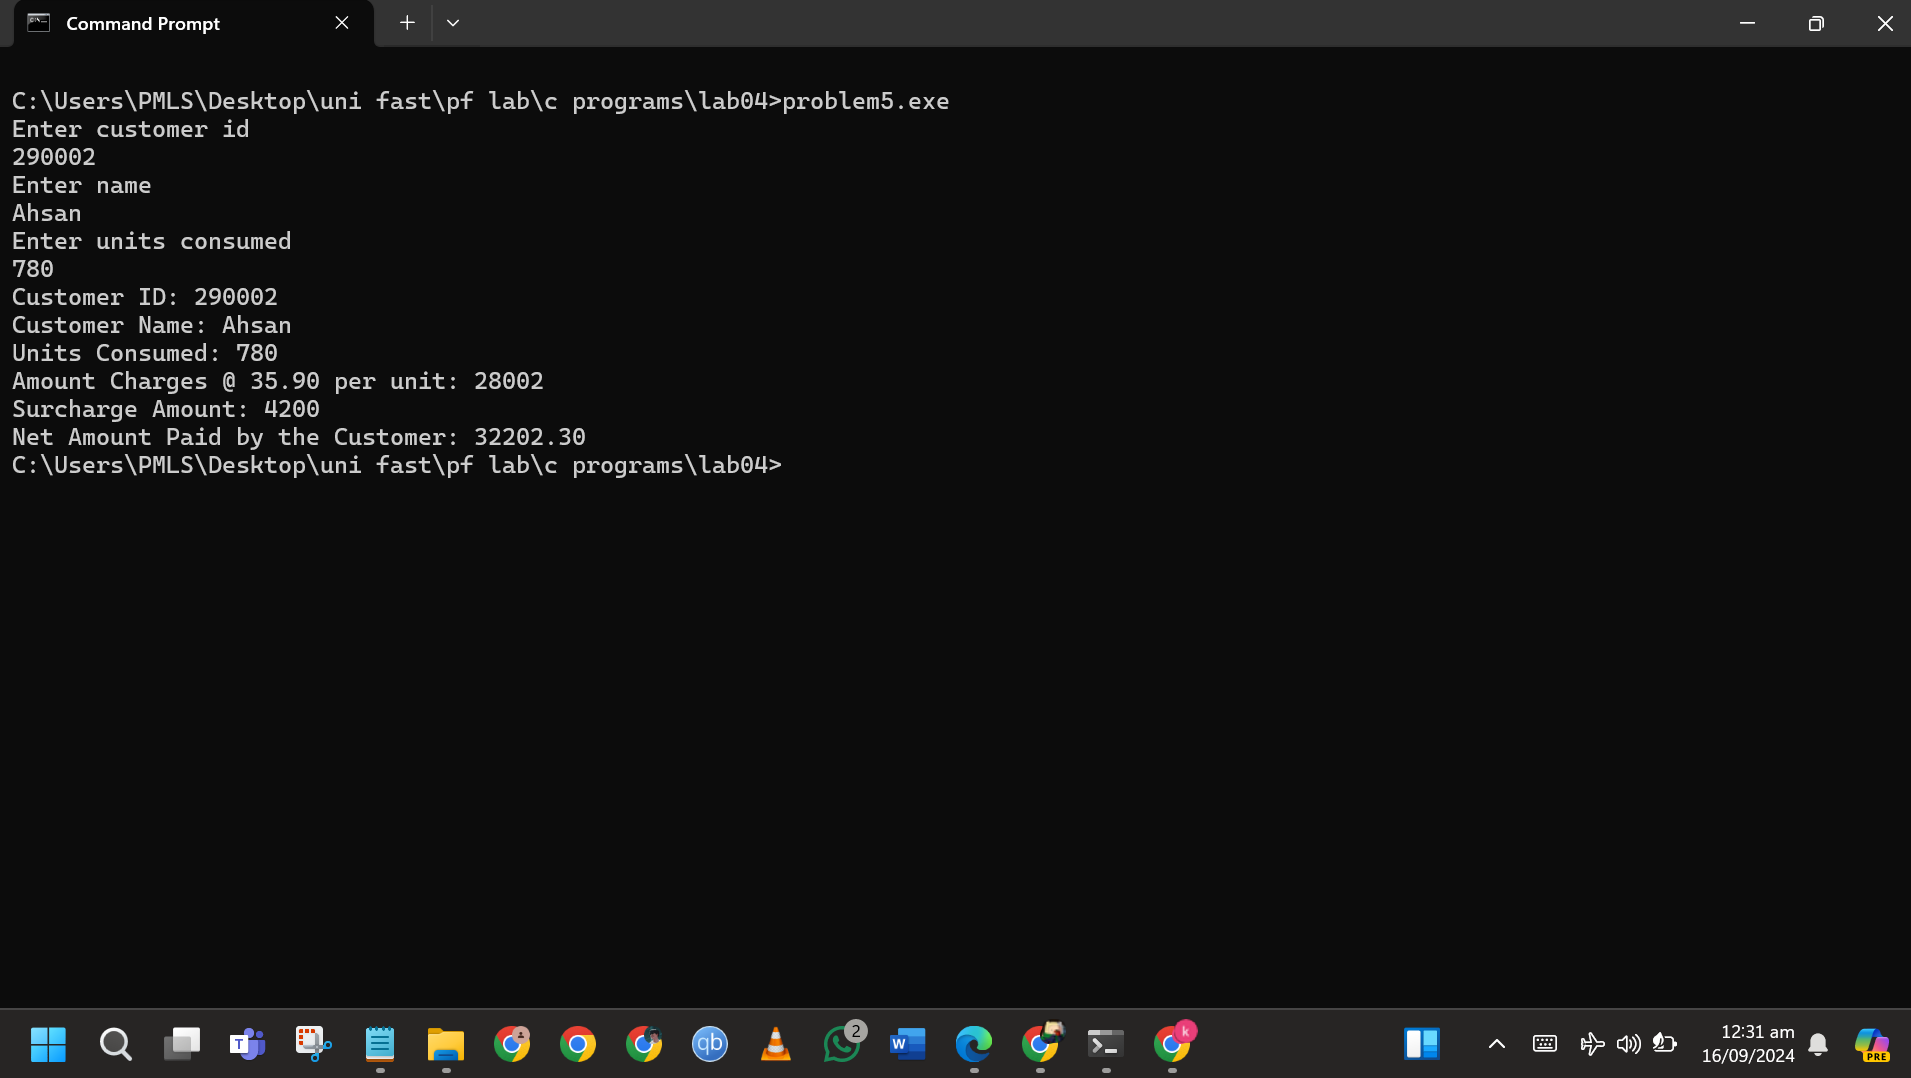 Command Prompt
C:\Users\PMLS\Desktop\uni fast\pf lab\c programs\lab04>problem5.exe
Enter customer id
290002
Enter name
Ahsan
Enter units consumed
780
Customer ID: 290002
Customer Name: Ahsan
Units Consumed: 780
Amount Charges @ 35.90 per unit: 28002
Surcharge Amount: 4200
Net Amount Paid by the Customer: 32202.30
C:\Users\PMLS\Desktop\uni fast\pf lab\c programs\lab04>
T
qb
2
W
k
12:31 am
16/09/2024
PRE